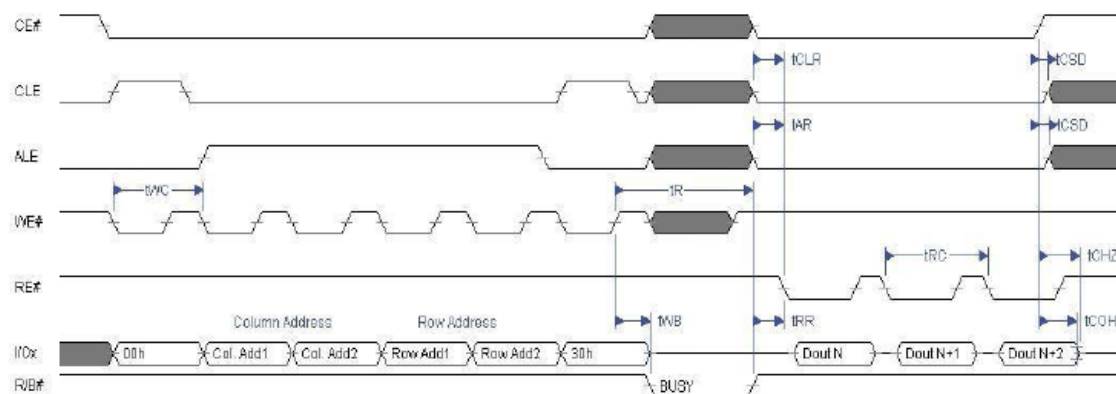 CE#
tCLR tCSD
CLE
tAR tCSD
ALE
tWC tR
WE#
tRC tCHZ
RE#
Column Address Row Address tWB tRR tCOH
I/Ox 00h Col. Add1 Col. Add2 Row Add1 Row Add2 30h Dout N Dout N+1 Dout N+2
R/B# BUSY